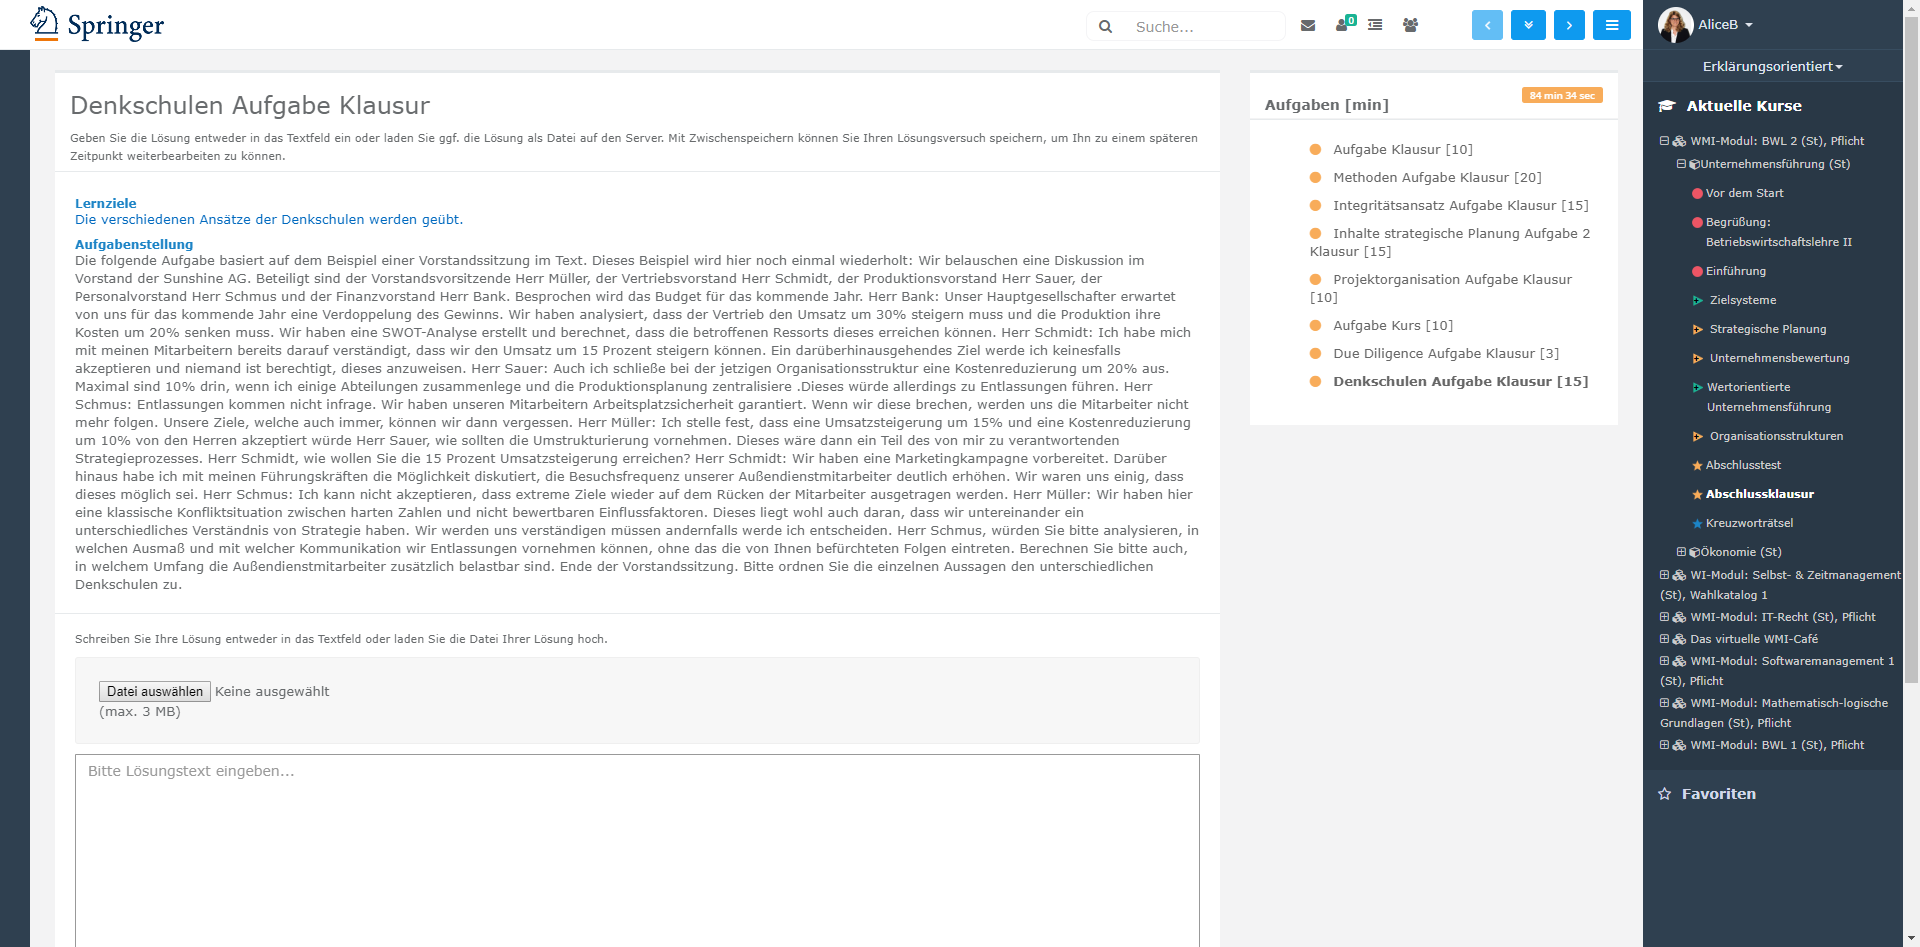 Springer
Suche...
0
AliceB
Erklärungsorientiert
Denkschulen Aufgabe Klausur
Geben Sie die Lösung entweder in das Textfeld ein oder laden Sie ggf. die Lösung als Datei auf den Server. Mit Zwischenspeichern können Sie Ihren Lösungsversuch speichern, um Ihn zu einem späteren
Zeitpunkt weiterbearbeiten zu können.
Lernziele
Die verschiedenen Ansätze der Denkschulen werden geübt.
Aufgabenstellung
Die folgende Aufgabe basiert auf dem Beispiel einer Vorstandssitzung im Text. Dieses Beispiel wird hier noch einmal wiederholt: Wir belauschen eine Diskussion im
Vorstand der Sunshine AG. Beteiligt sind der Vorstandsvorsitzende Herr Müller, der Vertriebsvorstand Herr Schmidt, der Produktionsvorstand Herr Sauer, der
Personalvorstand Herr Schmus und der Finanzvorstand Herr Bank. Besprochen wird das Budget für das kommende Jahr. Herr Bank: Unser Hauptgesellschafter erwartet
von uns für das kommende Jahr eine Verdoppelung des Gewinns. Wir haben analysiert, dass der Vertrieb den Umsatz um 30% steigern muss und die Produktion ihre
Kosten um 20% senken muss. Wir haben eine SWOT-Analyse erstellt und berechnet, dass die betroffenen Ressorts dieses erreichen können. Herr Schmidt: Ich habe mich
mit meinen Mitarbeitern bereits darauf verständigt, dass wir den Umsatz um 15 Prozent steigern können. Ein darüberhinausgehendes Ziel werde ich keinesfalls
akzeptieren und niemand ist berechtigt, dieses anzuweisen. Herr Sauer: Auch ich schließe bei der jetzigen Organisationsstruktur eine Kostenreduzierung um 20% aus.
Maximal sind 10% drin, wenn ich einige Abteilungen zusammenlege und die Produktionsplanung zentralisiere .Dieses würde allerdings zu Entlassungen führen. Herr
Schmus: Entlassungen kommen nicht infrage. Wir haben unseren Mitarbeitern Arbeitsplatzsicherheit garantiert. Wenn wir diese brechen, werden uns die Mitarbeiter nicht
mehr folgen. Unsere Ziele, welche auch immer, können wir dann vergessen. Herr Müller: Ich stelle fest, dass eine Umsatzsteigerung um 15% und eine Kostenreduzierung
um 10% von den Herren akzeptiert würde Herr Sauer, wie sollten die Umstrukturierung vornehmen. Dieses wäre dann ein Teil des von mir zu verantwortenden
Strategieprozesses. Herr Schmidt, wie wollen Sie die 15 Prozent Umsatzsteigerung erreichen? Herr Schmidt: Wir haben eine Marketingkampagne vorbereitet. Darüber
hinaus habe ich mit meinen Führungskräften die Möglichkeit diskutiert, die Besuchsfrequenz unserer Außendienstmitarbeiter deutlich erhöhen. Wir waren uns einig, dass
dieses möglich sei. Herr Schmus: Ich kann nicht akzeptieren, dass extreme Ziele wieder auf dem Rücken der Mitarbeiter ausgetragen werden. Herr Müller: Wir haben hier
eine klassische Konfliktsituation zwischen harten Zahlen und nicht bewertbaren Einflussfaktoren. Dieses liegt wohl auch daran, dass wir untereinander ein
unterschiedliches Verständnis von Strategie haben. Wir werden uns verständigen müssen andernfalls werde ich entscheiden. Herr Schmus, würden Sie bitte analysieren, in
welchen Ausmaß und mit welcher Kommunikation wir Entlassungen vornehmen können, ohne das die von Ihnen befürchteten Folgen eintreten. Berechnen Sie bitte auch,
in welchem Umfang die Außendienstmitarbeiter zusätzlich belastbar sind. Ende der Vorstandssitzung. Bitte ordnen Sie die einzelnen Aussagen den unterschiedlichen
Denkschulen zu.
Schreiben Sie Ihre Lösung entweder in das Textfeld oder laden Sie die Datei Ihrer Lösung hoch.
Datei auswählen Keine ausgewählt
(max. 3 MB)
Bitte Lösungstext eingeben...
Aufgaben [min]
84 min 34 sec
Aufgabe Klausur [10]
Methoden Aufgabe Klausur [20]
Integritätsansatz Aufgabe Klausur [15]
Inhalte strategische Planung Aufgabe 2
Klausur [15]
Projektorganisation Aufgabe Klausur
[10]
Aufgabe Kurs [10]
Due Diligence Aufgabe Klausur [3]
Denkschulen Aufgabe Klausur [15]
Aktuelle Kurse
WMI-Modul: BWL 2 (St), Pflicht
Unternehmensführung (St)
Vor dem Start
Begrüßung:
Betriebswirtschaftslehre II
Einführung
Zielsysteme
Strategische Planung
Unternehmensbewertung
Wertorientierte
Unternehmensführung
Organisationsstrukturen
Abschlusstest
Abschlussklausur
Kreuzworträtsel
Ökonomie (St)
WI-Modul: Selbst- & Zeitmanagement
(St), Wahlkatalog 1
WMI-Modul: IT-Recht (St), Pflicht
Das virtuelle WMI-Café
WMI-Modul: Softwaremanagement 1
(St), Pflicht
WMI-Modul: Mathematisch-logische
Grundlagen (St), Pflicht
WMI-Modul: BWL 1 (St), Pflicht
Favoriten